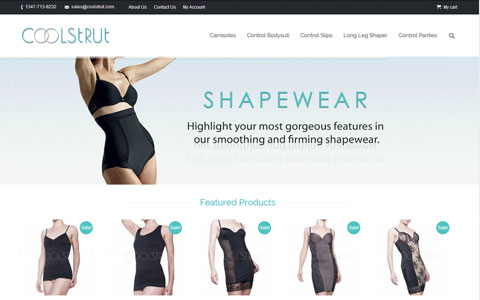 1347-713-6232 sales@coolstrut.com About Us Contact Us My Account My cart
COOLSTRUT Camisoles Control Bodysuit Control Slips Long Leg Shaper Control Panties
SHAPEWEAR
Highlight your most gorgeous features in
our smoothing and firming shapewear.
Featured Products
Sale! Sale! Sale! Sale! Sale!